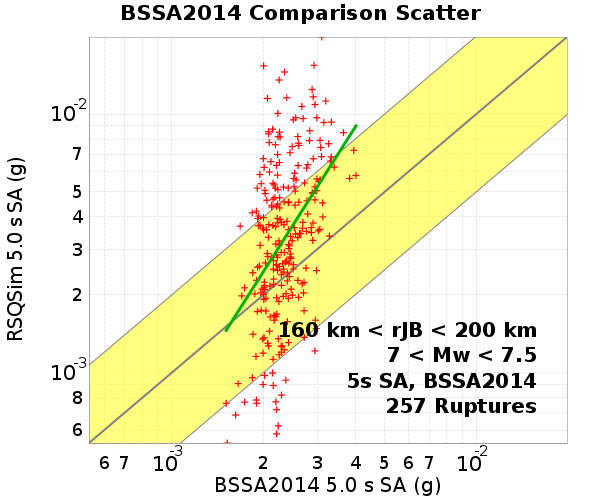 BSSA2014 Comparison Scatter
RSQSim 5.0 s SA (g)
10-2
7
5
4
3
2
10-3
8
6
160 km < rJB < 200 km
7 < Mw < 7.5
5s SA, BSSA2014
257 Ruptures
6 7 10-3 2 3 4 5 6 7 10-2
BSSA2014 5.0 s SA (g)